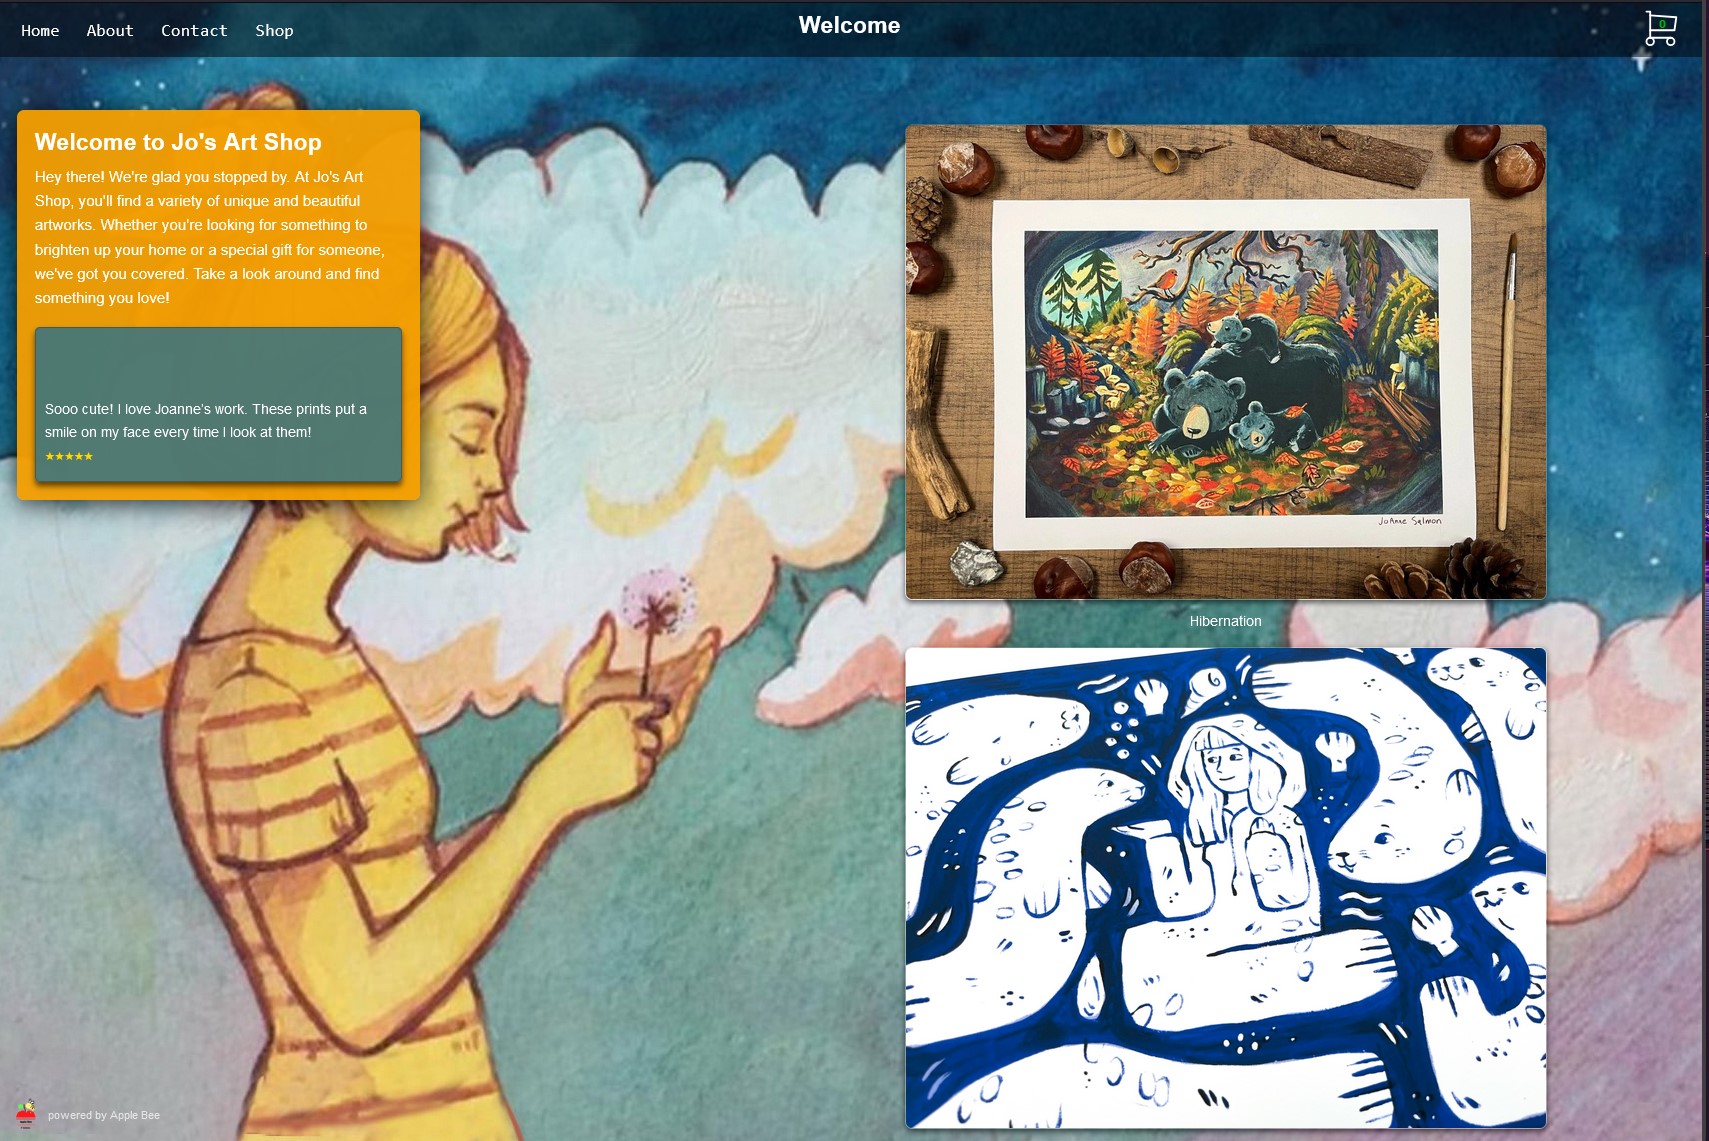 Home About Contact Shop
Welcome
0
Welcome to Jo's Art Shop
Hey there! We're glad you stopped by. At Jo's Art
Shop, you'll find a variety of unique and beautiful
artworks. Whether you're looking for something to
brighten up your home or a special gift for someone,
we've got you covered. Take a look around and find
something you love!
Sooo cute! I love Joanne's work. These prints put a
smile on my face every time I look at them!
★★★★★
JoAnne Salmon
Hibernation
powered by Apple Bee